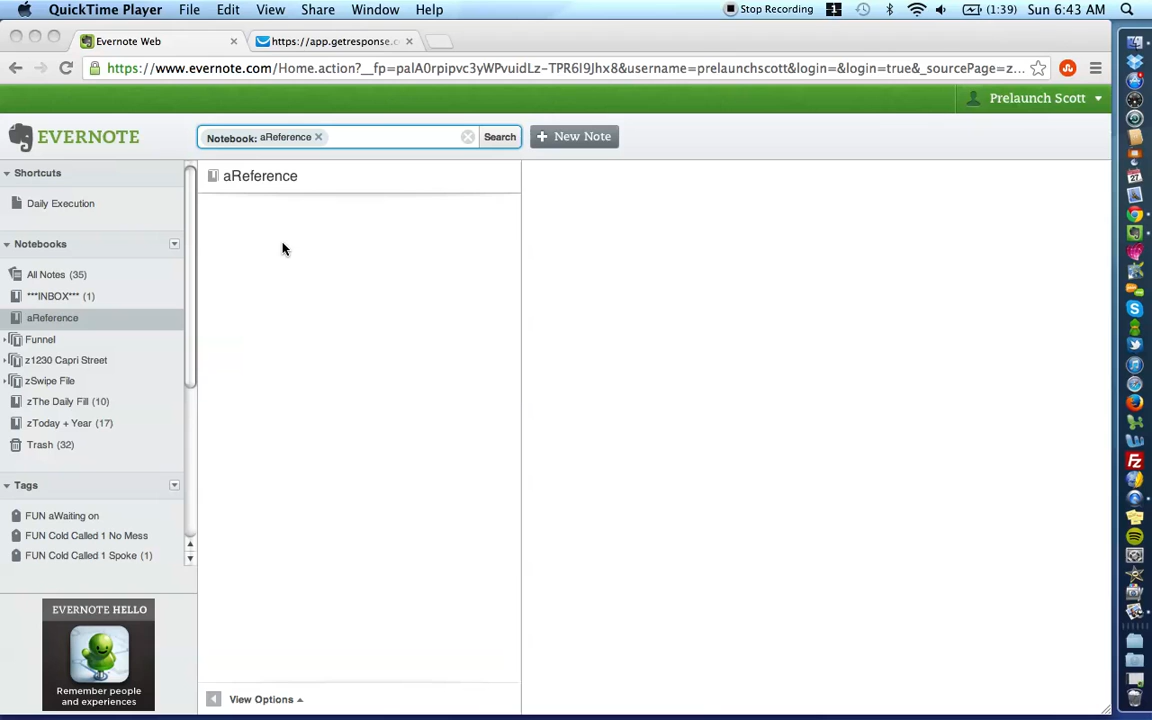 QuickTime Player File Edit View Share Window Help Stop Recording 1 (1:39) Sun 6:43 AM
Evernote Web https://app.getresponse.c
https://www.evernote.com/Home.action?__fp=palA0rpipvc3yWPvuidLz-TPR6I9Jhx8&username=prelaunchscott&login=&login=true&_sourcePage=z...
Prelaunch Scott
EVERNOTE Notebook: aReference Search + New Note
Shortcuts
aReference
Daily Execution
Notebooks
All Notes (35)
***INBOX*** (1)
aReference
Funnel
z1230 Capri Street
zSwipe File
zThe Daily Fill (10)
zToday + Year (17)
Trash (32)
Tags
FUN aWaiting on
FUN Cold Called 1 No Mess
FUN Cold Called 1 Spoke (1)
EVERNOTE HELLO
Remember people
and experiences
View Options